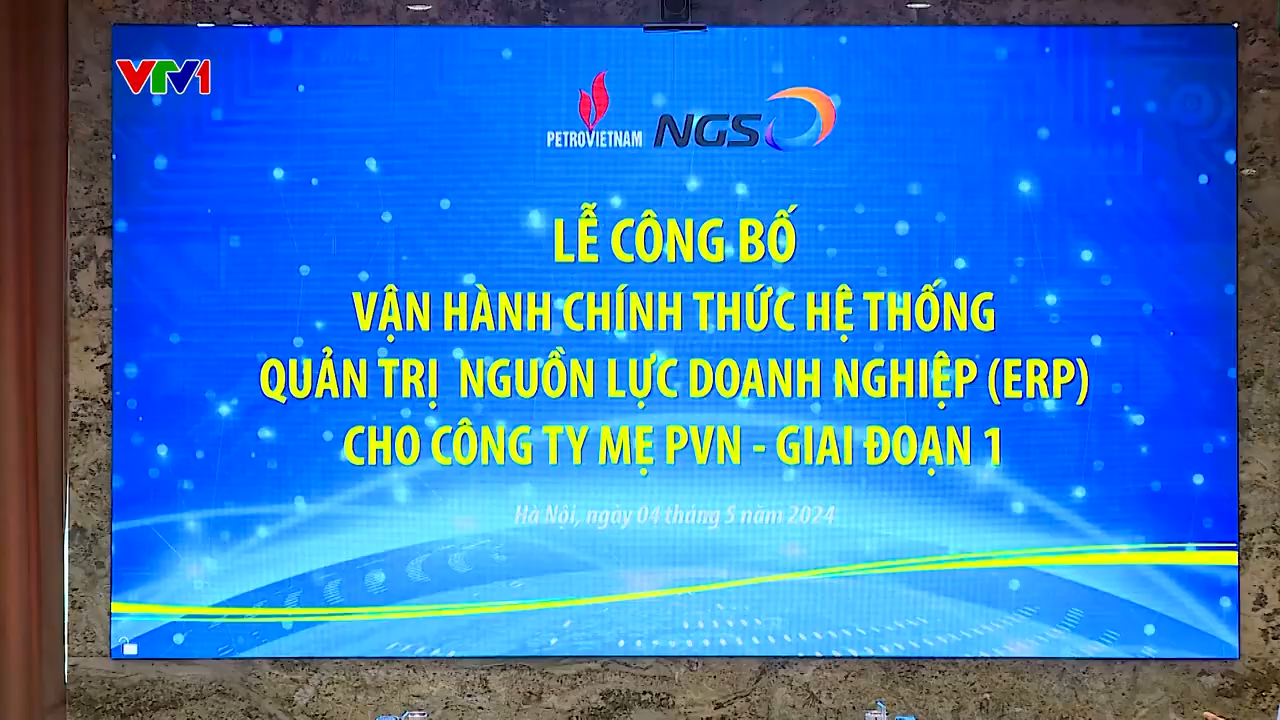 VTV1
PETROVIETNAM NGS
LỄ CÔNG BỐ
VẬN HÀNH CHÍNH THỨC HỆ THỐNG
QUẢN TRỊ NGUỒN LỰC DOANH NGHIỆP (ERP)
CHO CÔNG TY MẸ PVN - GIAI ĐOẠN 1
Hà Nội, ngày 04 tháng 5 năm 2024